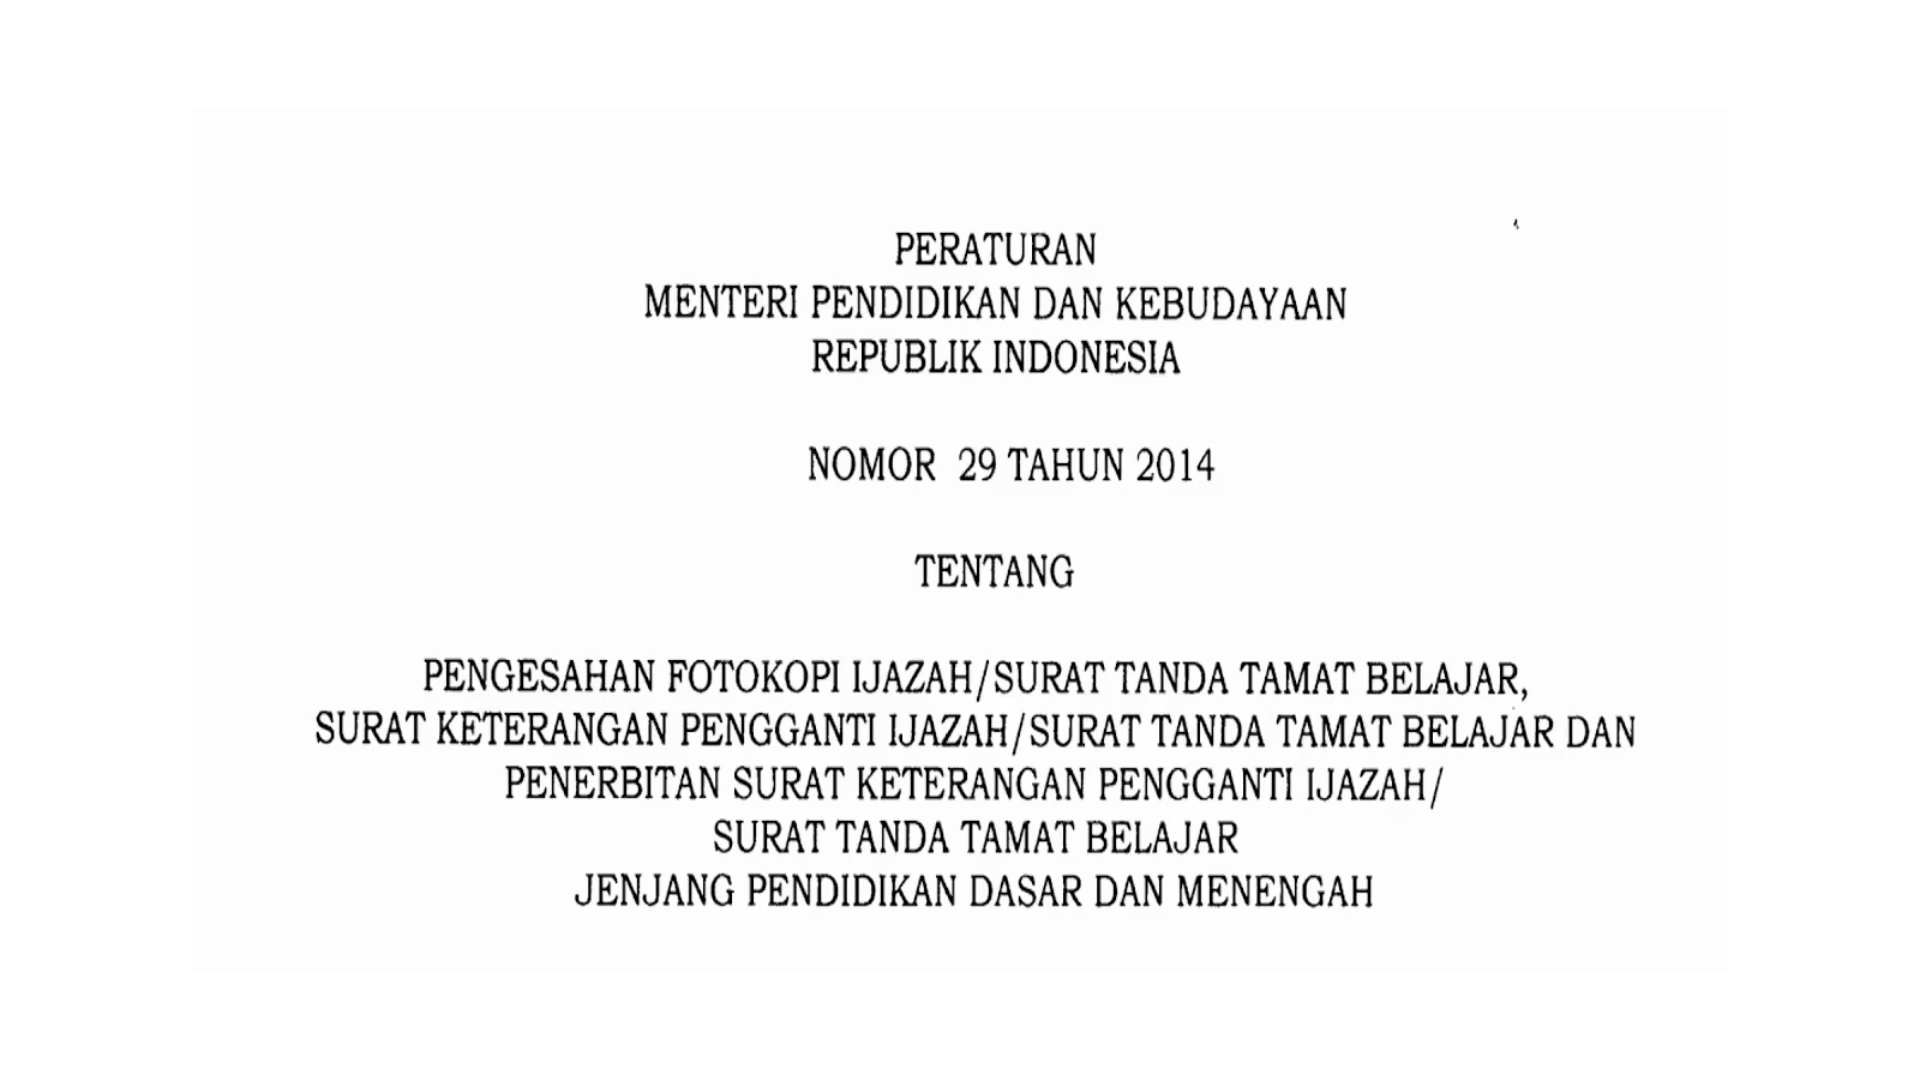 PERATURAN
MENTERI PENDIDIKAN DAN KEBUDAYAAN
REPUBLIK INDONESIA
NOMOR 29 TAHUN 2014
TENTANG
PENGESAHAN FOTOKOPI IJAZAH/SURAT TANDA TAMAT BELAJAR,
SURAT KETERANGAN PENGGANTI IJAZAH/SURAT TANDA TAMAT BELAJAR DAN
PENERBITAN SURAT KETERANGAN PENGGANTI IJAZAH/
SURAT TANDA TAMAT BELAJAR
JENJANG PENDIDIKAN DASAR DAN MENENGAH